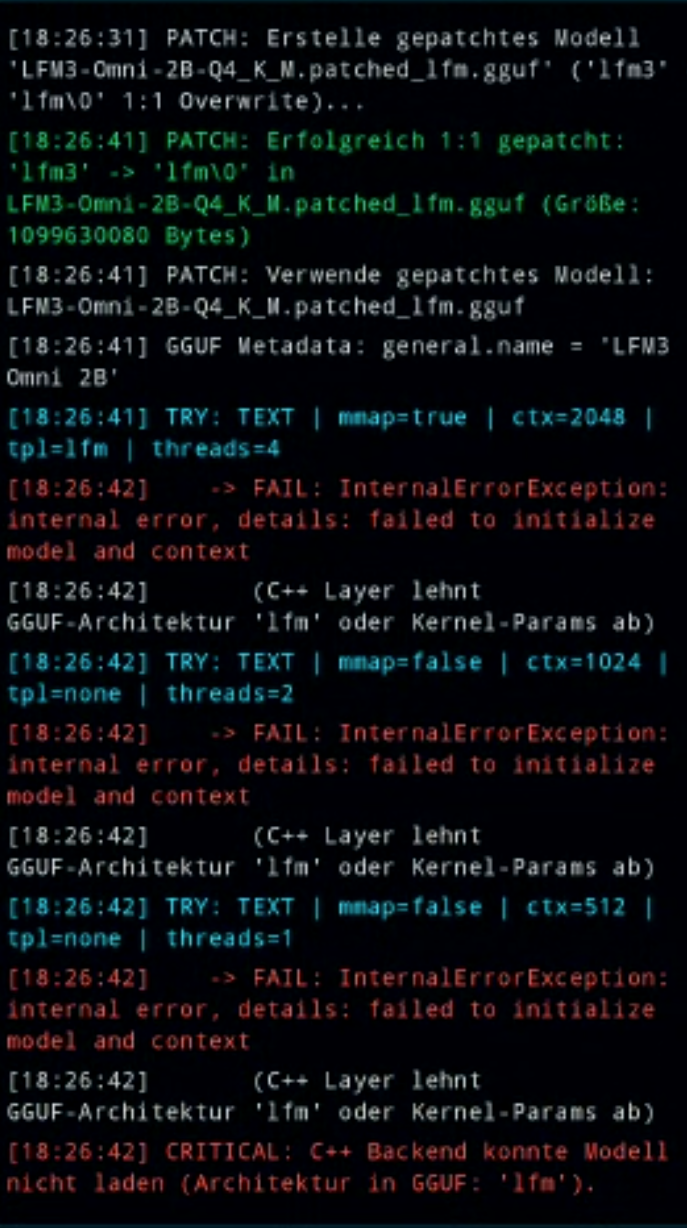 [18:26:31] PATCH: Erstelle gepatchtes Modell
'LFM3-Omni-2B-Q4_K_M.patched_lfm.gguf' ('lfm3'
'lfm\0' 1:1 Overwrite)...
[18:26:41] PATCH: Erfolgreich 1:1 gepatcht:
'lfm3' -> 'lfm\0' in
LFM3-Omni-2B-Q4_K_M.patched_lfm.gguf (Größe:
1099630080 Bytes)
[18:26:41] PATCH: Verwende gepatchtes Modell:
LFM3-Omni-2B-Q4_K_M.patched_lfm.gguf
[18:26:41] GGUF Metadata: general.name = 'LFM3
Omni 2B'
[18:26:41] TRY: TEXT | mmap=true | ctx=2048 |
tpl=lfm | threads=4
[18:26:42]    -> FAIL: InternalErrorException:
internal error, details: failed to initialize
model and context
[18:26:42]       (C++ Layer lehnt
GGUF-Architektur 'lfm' oder Kernel-Params ab)
[18:26:42] TRY: TEXT | mmap=false | ctx=1024 |
tpl=none | threads=2
[18:26:42]    -> FAIL: InternalErrorException:
internal error, details: failed to initialize
model and context
[18:26:42]       (C++ Layer lehnt
GGUF-Architektur 'lfm' oder Kernel-Params ab)
[18:26:42] TRY: TEXT | mmap=false | ctx=512 |
tpl=none | threads=1
[18:26:42]    -> FAIL: InternalErrorException:
internal error, details: failed to initialize
model and context
[18:26:42]       (C++ Layer lehnt
GGUF-Architektur 'lfm' oder Kernel-Params ab)
[18:26:42] CRITICAL: C++ Backend konnte Modell
nicht laden (Architektur in GGUF: 'lfm').